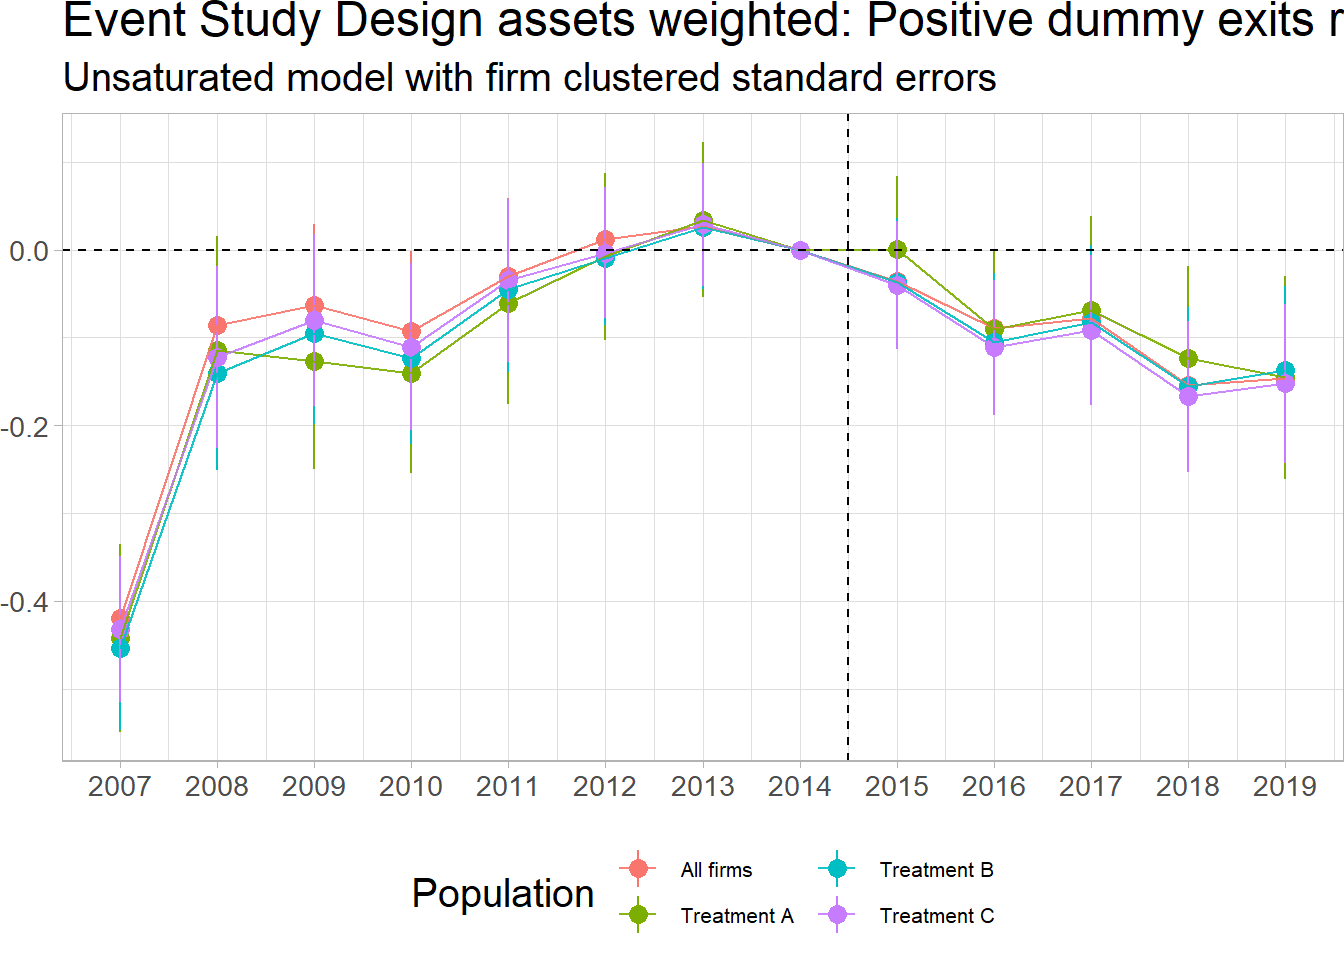 Event Study Design assets weighted: Positive dummy exits
Unsaturated model with firm clustered standard errors
0.0
-0.2
-0.4
2007 2008 2009 2010 2011 2012 2013 2014 2015 2016 2017 2018 2019
Population
All firms
Treatment B
Treatment A
Treatment C